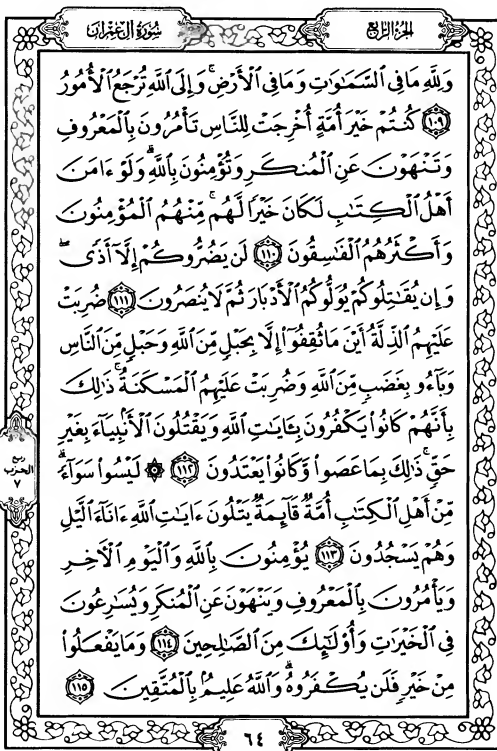 الجزء الرابع
سورة آل عمران
وَلِلَّهِ مَا فِي السَّمَٰوَٰتِ وَمَا فِي الْأَرْضِ ۚ وَإِلَى اللَّهِ تُرْجَعُ الْأُمُورُ
١٠٩ كُنتُمْ خَيْرَ أُمَّةٍ أُخْرِجَتْ لِلنَّاسِ تَأْمُرُونَ بِالْمَعْرُوفِ
وَتَنْهَوْنَ عَنِ الْمُنكَرِ وَتُؤْمِنُونَ بِاللَّهِ ۗ وَلَوْ ءَامَنَ
أَهْلُ الْكِتَٰبِ لَكَانَ خَيْرًا لَّهُم ۚ مِّنْهُمُ الْمُؤْمِنُونَ
وَأَكْثَرُهُمُ الْفَٰسِقُونَ ١١٠ لَن يَضُرُّوكُمْ إِلَّا أَذًى ۖ
وَإِن يُقَٰتِلُوكُمْ يُوَلُّوكُمُ الْأَدْبَارَ ثُمَّ لَا يُنصَرُونَ ١١١ ضُرِبَتْ
عَلَيْهِمُ الذِّلَّةُ أَيْنَ مَا ثُقِفُوٓا۟ إِلَّا بِحَبْلٍ مِّنَ اللَّهِ وَحَبْلٍ مِّنَ النَّاسِ
وَبَآءُو بِغَضَبٍ مِّنَ اللَّهِ وَضُرِبَتْ عَلَيْهِمُ الْمَسْكَنَةُ ۚ ذَٰلِكَ
بِأَنَّهُمْ كَانُوا۟ يَكْفُرُونَ بِـَٔايَٰتِ اللَّهِ وَيَقْتُلُونَ الْأَنۢبِيَآءَ بِغَيْرِ
حَقٍّ ۚ ذَٰلِكَ بِمَا عَصَوا۟ وَّكَانُوا۟ يَعْتَدُونَ ١١٢ ۞ لَيْسُوا۟ سَوَآءً ۗ
مِّنْ أَهْلِ الْكِتَٰبِ أُمَّةٌ قَآئِمَةٌ يَتْلُونَ ءَايَٰتِ اللَّهِ ءَانَآءَ الَّيْلِ
وَهُمْ يَسْجُدُونَ ١١٣ يُؤْمِنُونَ بِاللَّهِ وَالْيَوْمِ الْءَاخِرِ
وَيَأْمُرُونَ بِالْمَعْرُوفِ وَيَنْهَوْنَ عَنِ الْمُنكَرِ وَيُسَٰرِعُونَ
فِي الْخَيْرَٰتِ وَأُو۟لَٰٓئِكَ مِنَ الصَّٰلِحِينَ ١١٤ وَمَا يَفْعَلُوا۟
مِنْ خَيْرٍ فَلَن يُكْفَرُوهُ ۗ وَاللَّهُ عَلِيمٌۢ بِالْمُتَّقِينَ ١١٥
ربع
الحزب
٧
٦٤